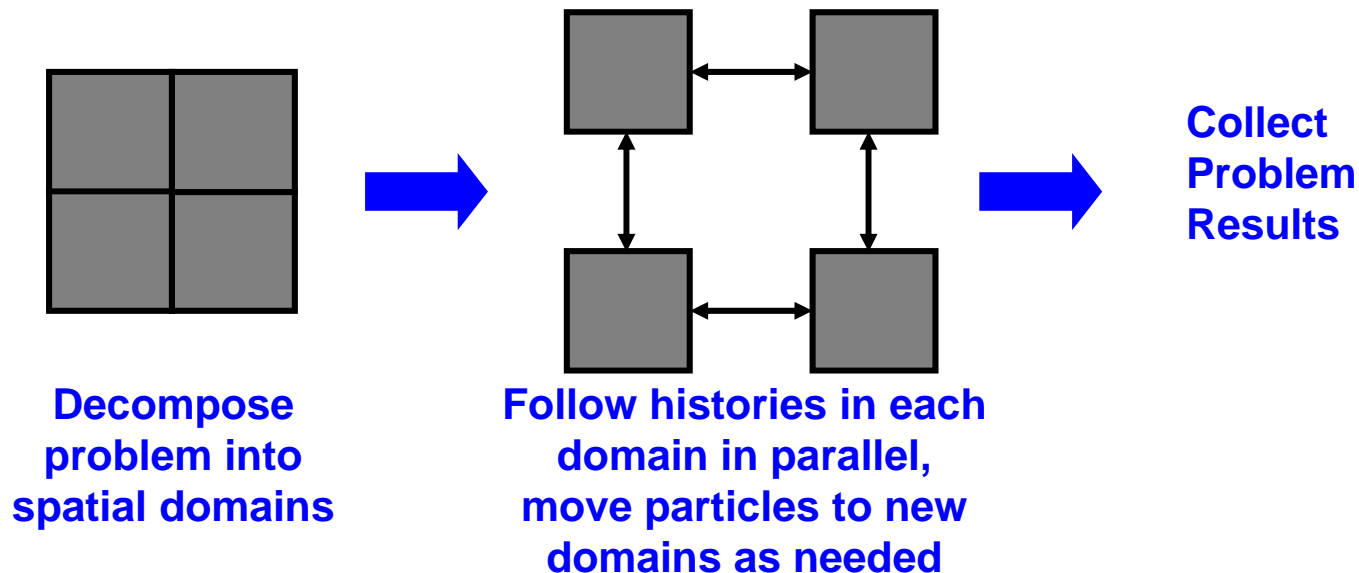 Decompose
problem into
spatial domains
Follow histories in each
domain in parallel,
move particles to new
domains as needed
Collect
Problem
Results